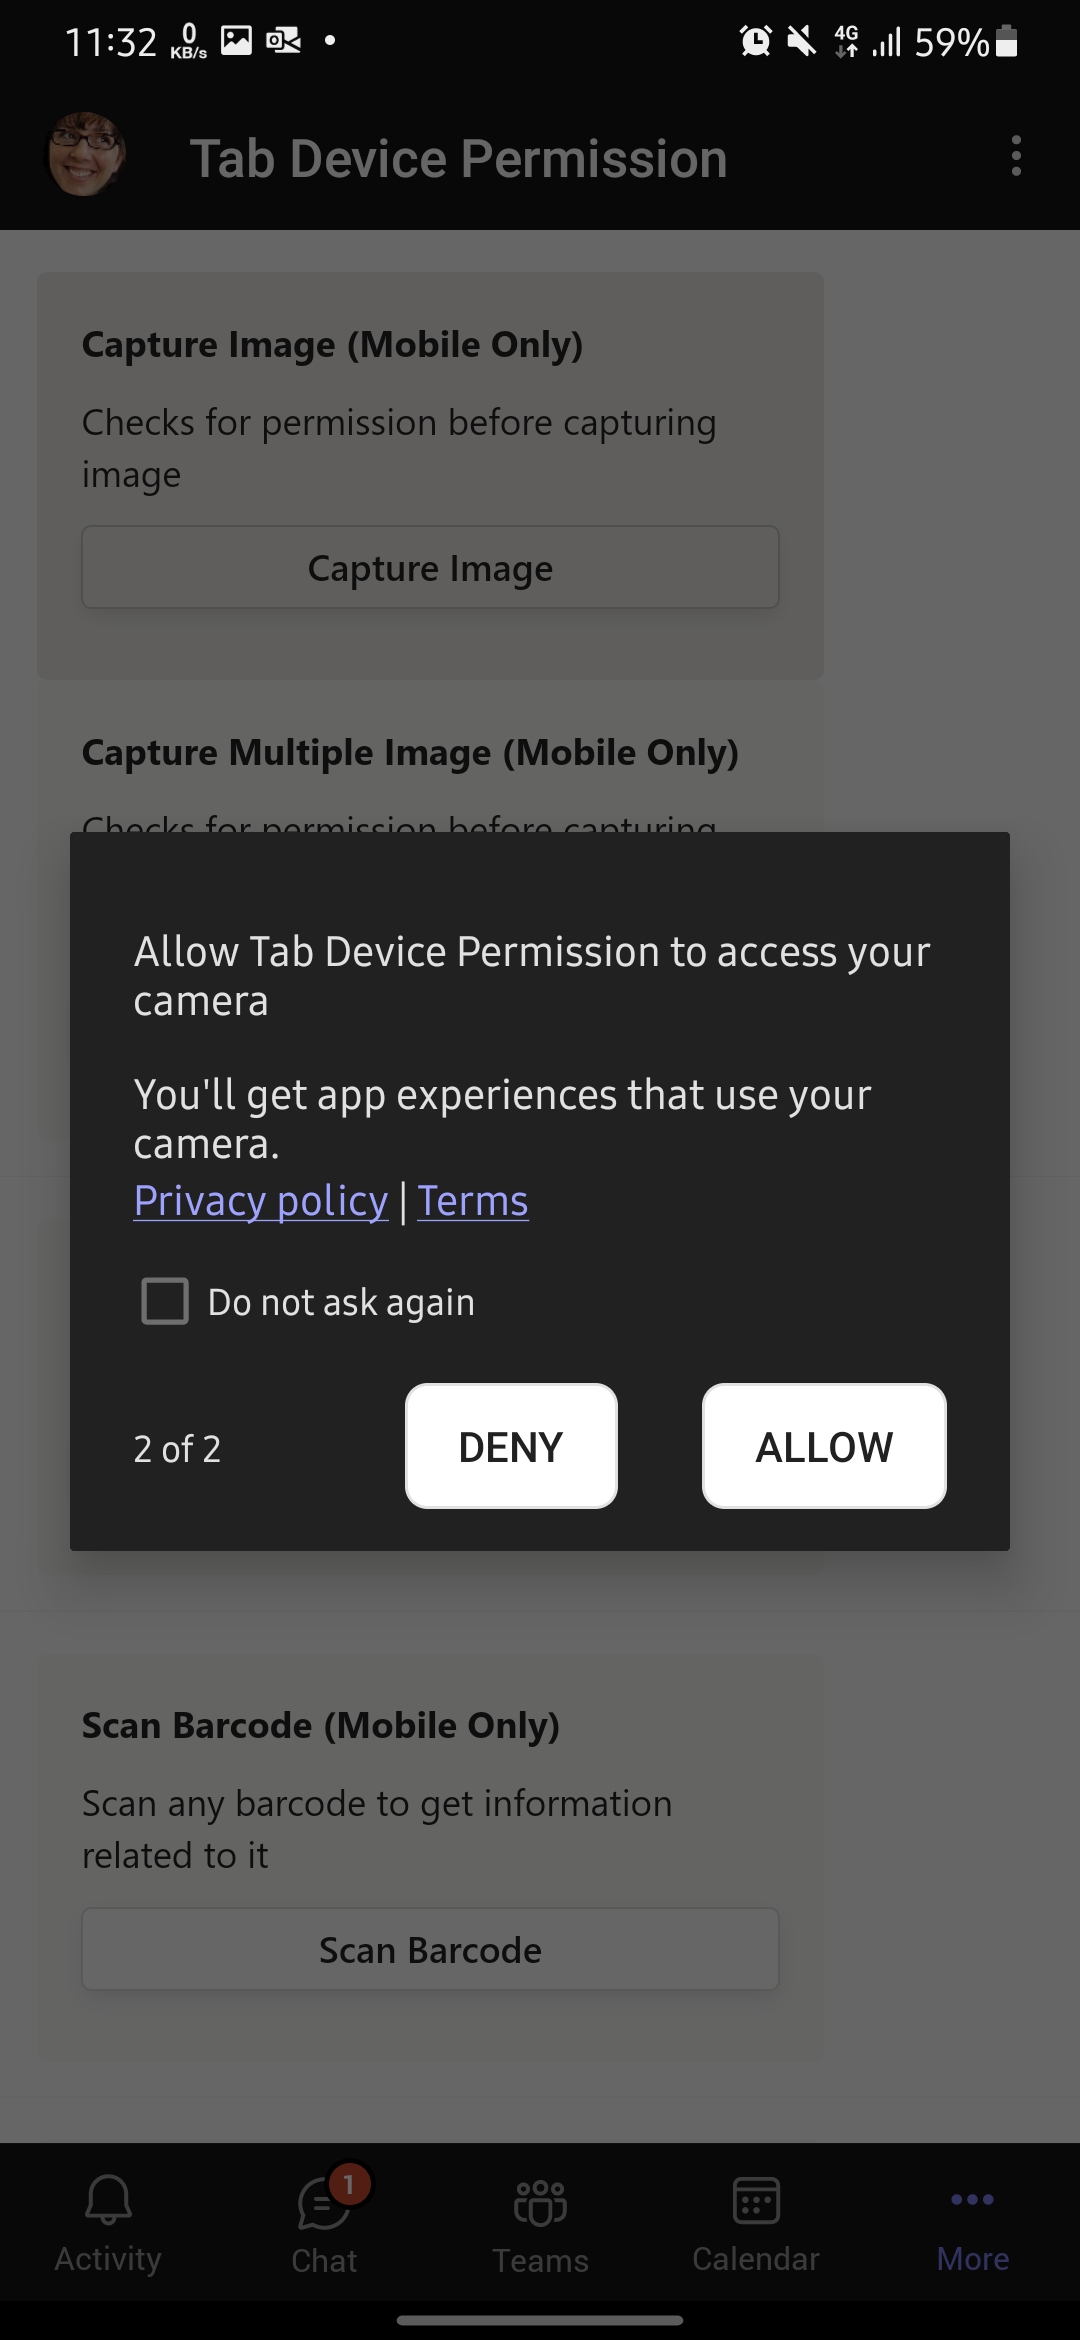 11:32 0 KB/s 4G 59%
Tab Device Permission
Capture Image (Mobile Only)
Checks for permission before capturing
image
Capture Image
Capture Multiple Image (Mobile Only)
Checks for permission before capturing
Allow Tab Device Permission to access your
camera
You'll get app experiences that use your
camera.
Privacy policy | Terms
Do not ask again
2 of 2 DENY ALLOW
Scan Barcode (Mobile Only)
Scan any barcode to get information
related to it
Scan Barcode
1
Activity Chat Teams Calendar More